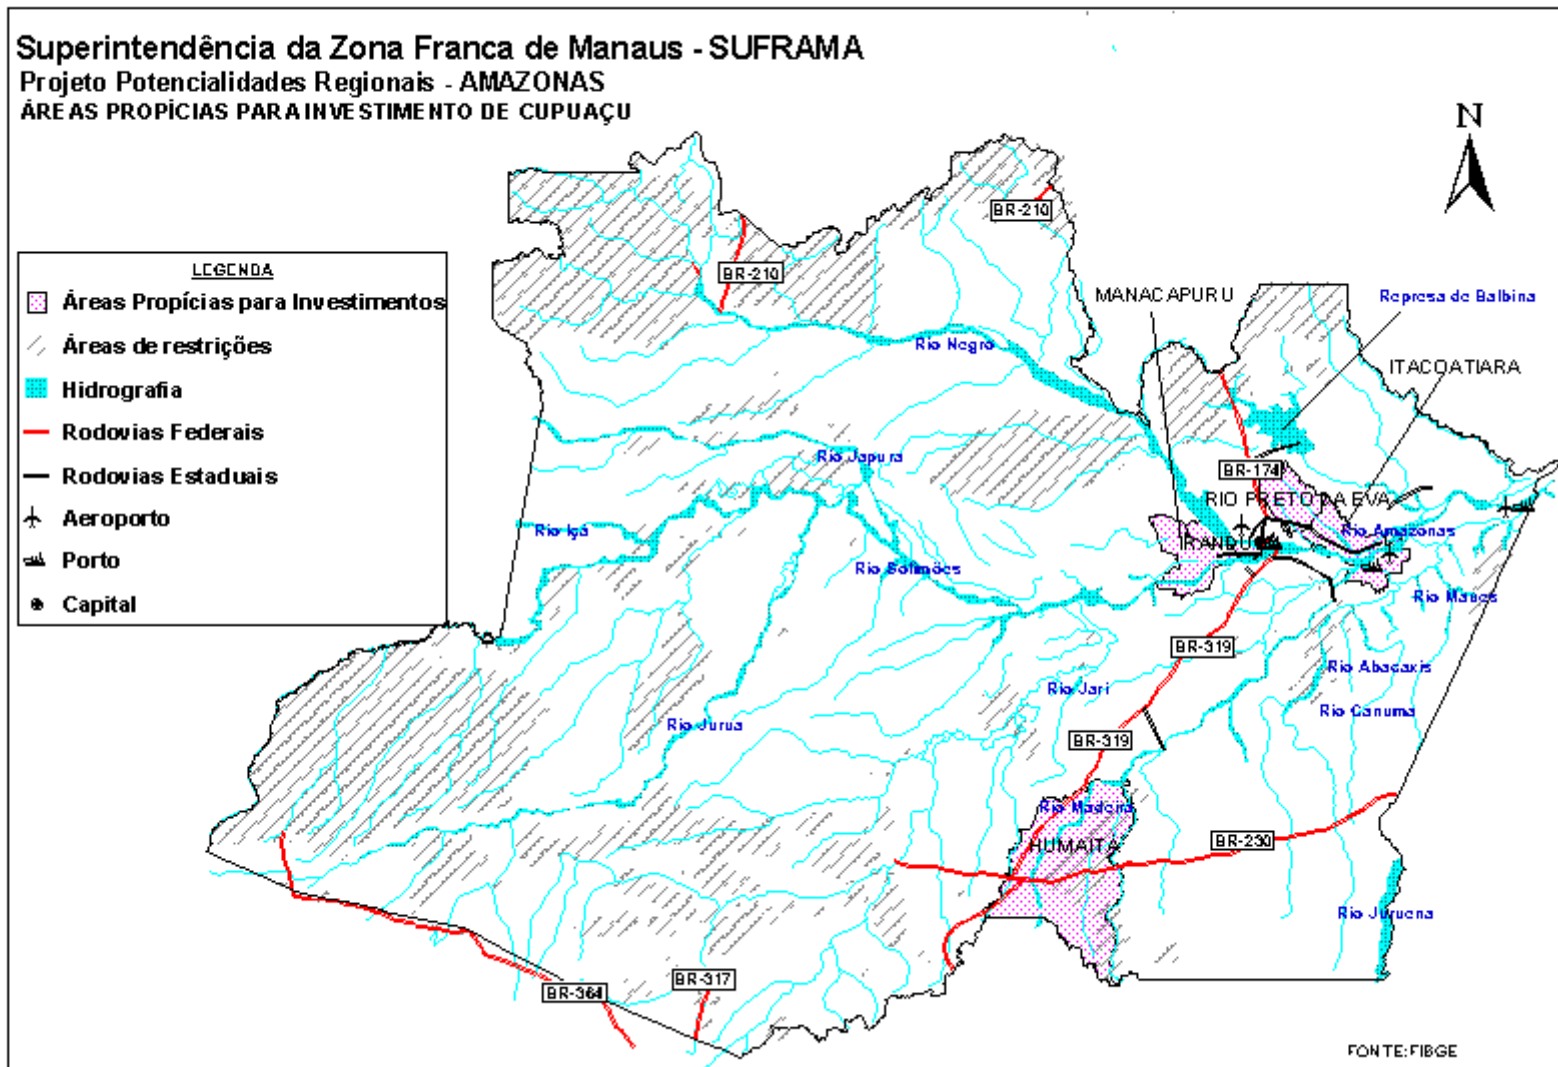 Superintendência da Zona Franca de Manaus - SUFRAMA
Projeto Potencialidades Regionais - AMAZONAS
ÁREAS PROPÍCIAS PARA INVESTIMENTO DE CUPUAÇU
N
LEGENDA
Áreas Propícias para Investimentos
Áreas de restrições
Hidrografia
Rodovias Federais
Rodovias Estaduais
Aeroporto
Porto
Capital
BR-210
BR-210
MANACAPURU
Represa de Balbina
Rio Negro
ITACOATIARA
Rio Japura
BR-174
RIO PRETO DA EVA
Rio Içá
Rio Amazonas
IRANDUBA
Rio Solimões
Rio Maues
BR-319
Rio Abacaxis
Rio Jari
Rio Canuma
Rio Jurua
BR-319
Rio Madeira
HUMAITÁ
BR-230
Rio Juruena
BR-317
BR-364
FONTE:FIBGE